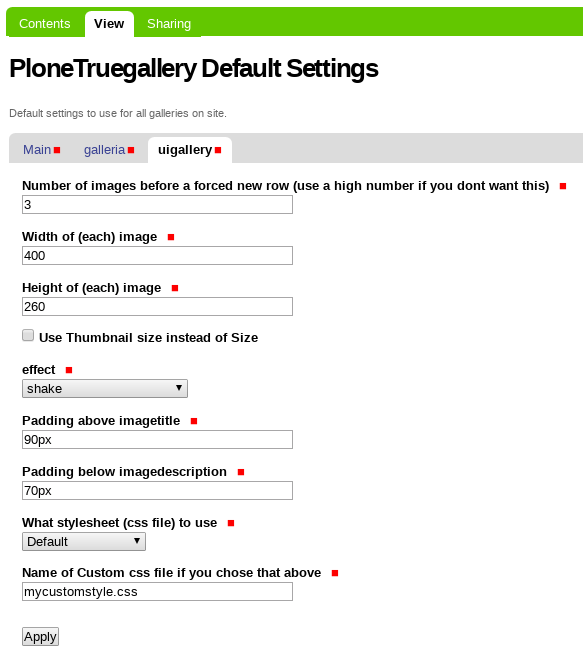 Contents View Sharing
PloneTruegallery Default Settings
Default settings to use for all galleries on site.
Main galleria uigallery
Number of images before a forced new row (use a high number if you dont want this)
3
Width of (each) image
400
Height of (each) image
260
Use Thumbnail size instead of Size
effect
shake
Padding above imagetitle
90px
Padding below imagedescription
70px
What stylesheet (css file) to use
Default
Name of Custom css file if you chose that above
mycustomstyle.css
Apply